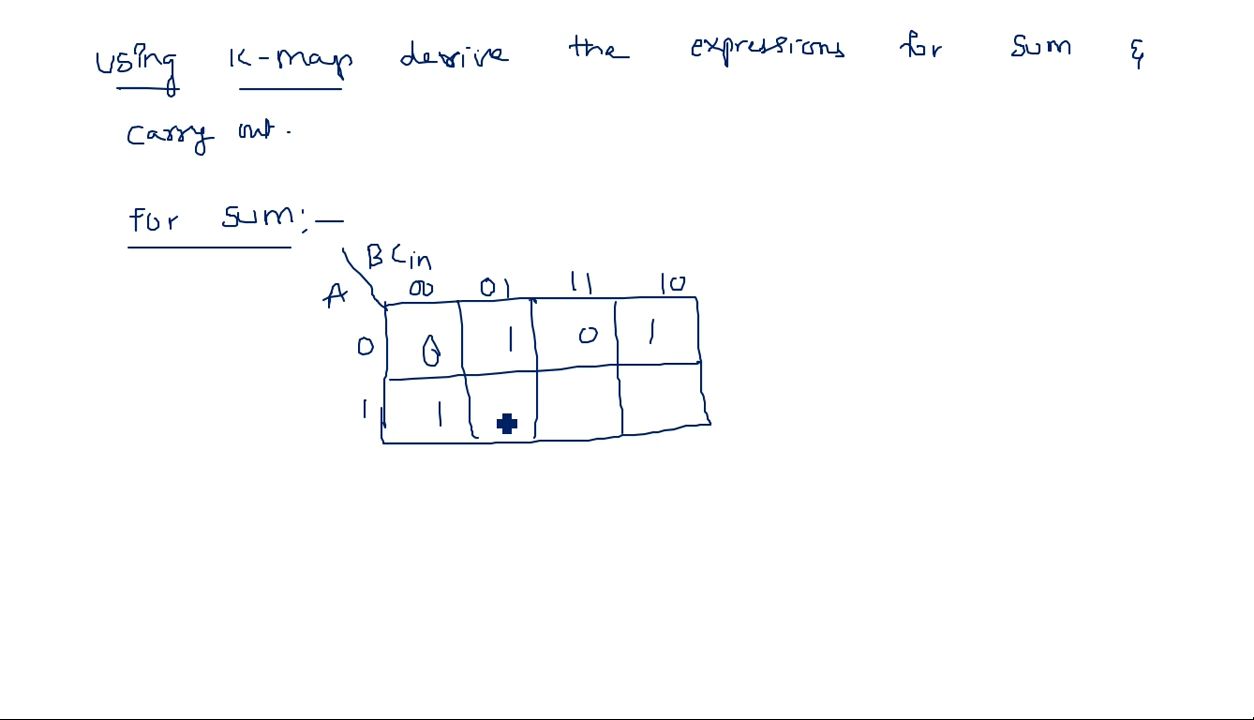 using K-map derive the expressions for sum &
carry out.
for sum:-
BCin
A 00 01 11 10
0 0 1 0 1
1 1